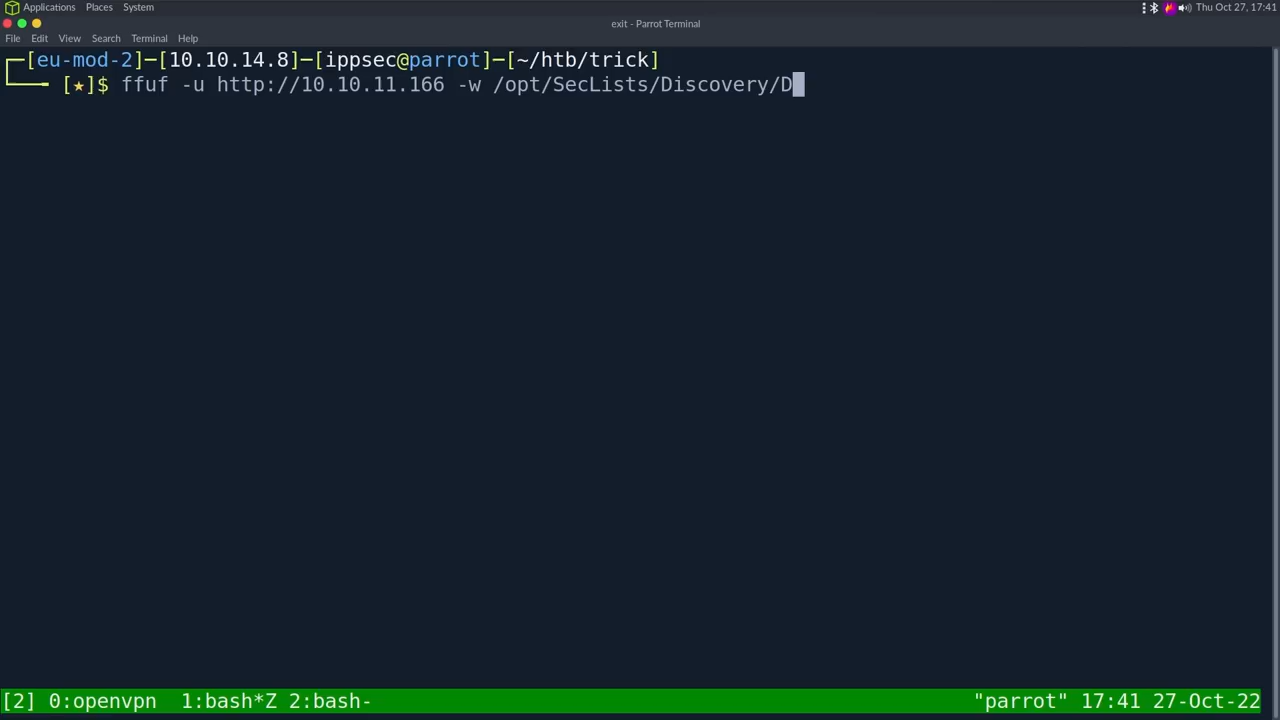 Applications Places System Thu Oct 27, 17:41
exit - Parrot Terminal
File Edit View Search Terminal Help
┌─[eu-mod-2]─[10.10.14.8]─[ippsec@parrot]─[~/htb/trick]
└──╼ [★]$ ffuf -u http://10.10.11.166 -w /opt/SecLists/Discovery/D
[2] 0:openvpn 1:bash*Z 2:bash- "parrot" 17:41 27-Oct-22